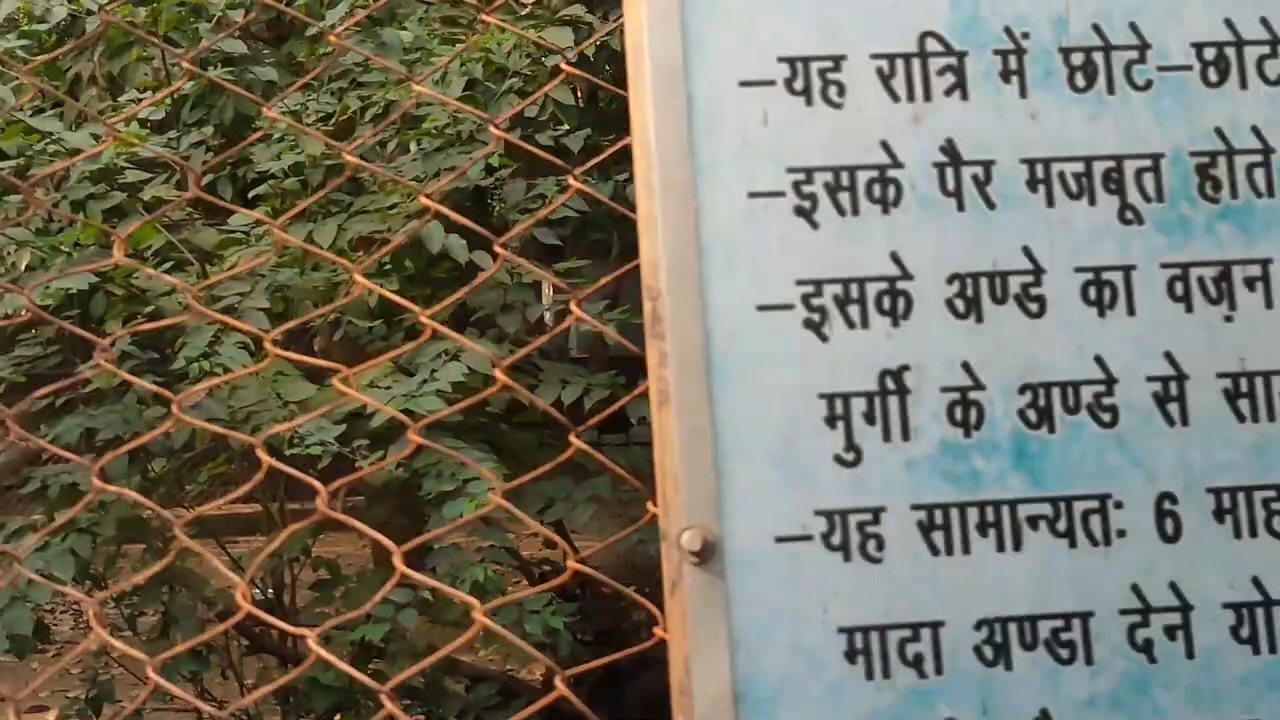 –यह रात्रि में छोटे–छोटे
–इसके पैर मजबूत होते
–इसके अण्डे का वज़न
मुर्गी के अण्डे से
–यह सामान्यतः 6 माह
मादा अण्डा देने